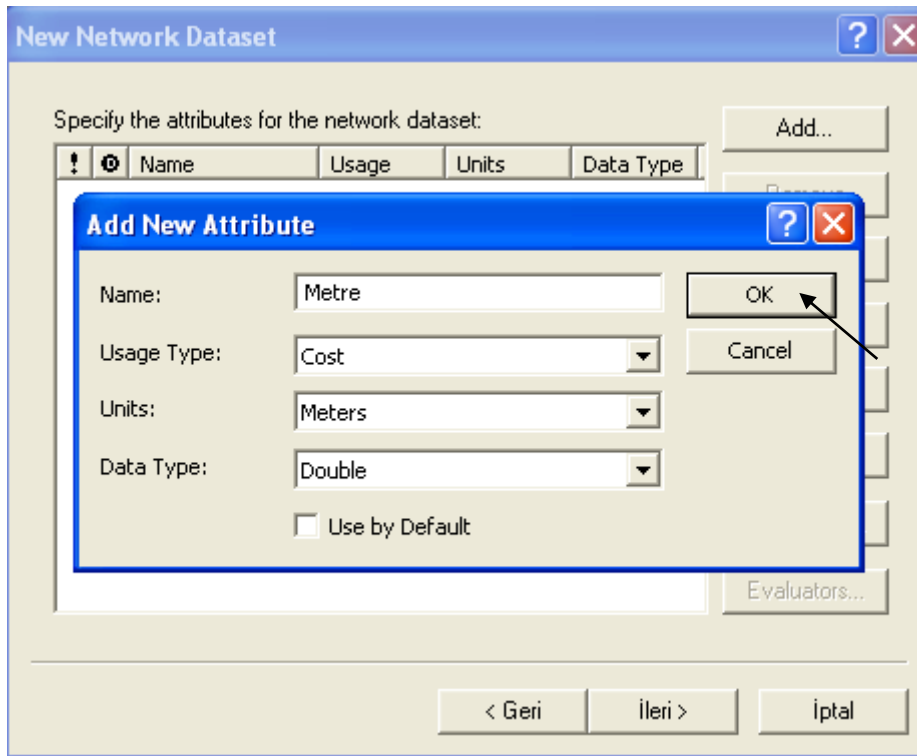 New Network Dataset
Specify the attributes for the network dataset:
Add...
! D Name Usage Units Data Type
Add New Attribute
Name: Metre
OK
Usage Type: Cost
Cancel
Units: Meters
Data Type: Double
Use by Default
Evaluators...
< Geri İleri > İptal